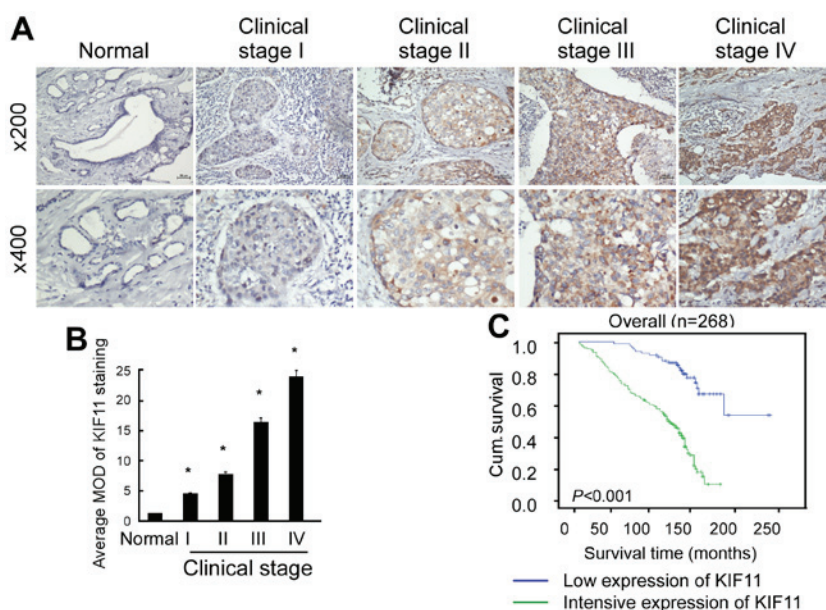 A
Normal
Clinical stage I
Clinical stage II
Clinical stage III
Clinical stage IV
x200
x400
B
Average MOD of KIF11 staining
25
20
15
10
5
0
*
*
*
*
Normal I II III IV
Clinical stage
C
Overall (n=268)
Cum. survival
1.0
0.8
0.6
0.4
0.2
P<0.001
0 50 100 150 200 250
Survival time (months)
Low expression of KIF11
Intensive expression of KIF11